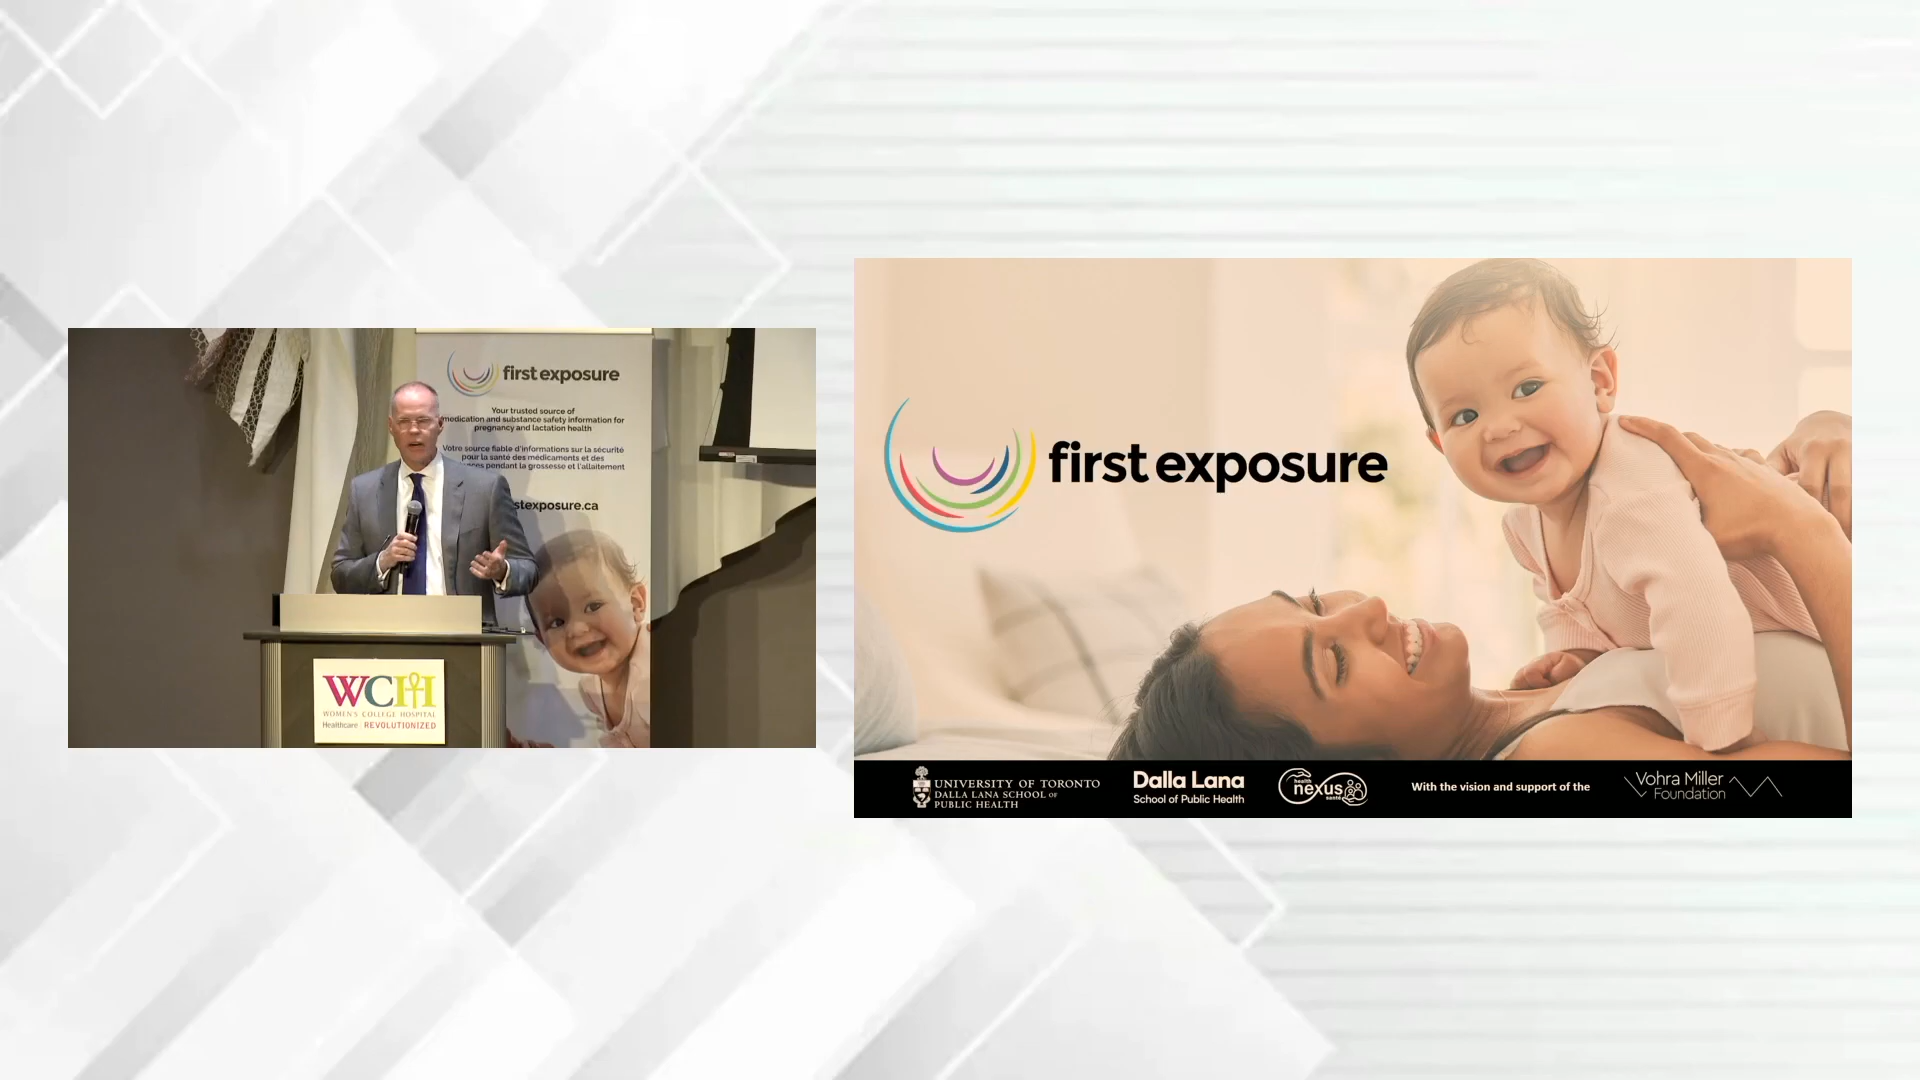 first exposure
Your trusted source of
medication and substance safety information for
pregnancy and lactation health
Votre source fiable d'informations sur la sécurité
pour la santé des médicaments et des
pendant la grossesse et l'allaitement
stexposure.ca
WCH
WOMEN'S COLLEGE HOSPITAL
Healthcare | REVOLUTIONIZED
first exposure
UNIVERSITY OF TORONTO
DALLA LANA SCHOOL OF
PUBLIC HEALTH
Dalla Lana
School of Public Health
health
nexus
santé
With the vision and support of the
Vohra Miller
Foundation